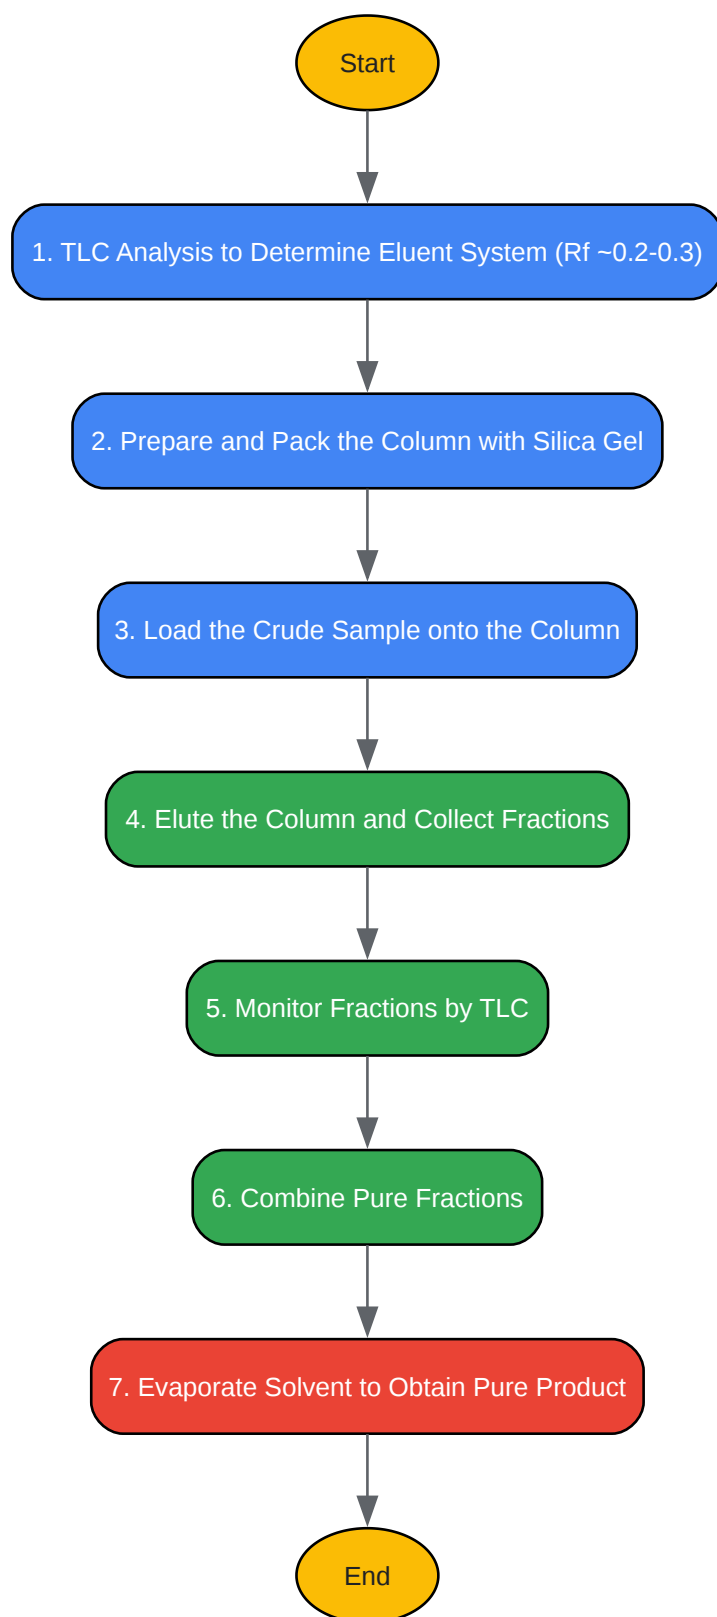 Start
1. TLC Analysis to Determine Eluent System (Rf ~0.2-0.3)
2. Prepare and Pack the Column with Silica Gel
3. Load the Crude Sample onto the Column
4. Elute the Column and Collect Fractions
5. Monitor Fractions by TLC
6. Combine Pure Fractions
7. Evaporate Solvent to Obtain Pure Product
End